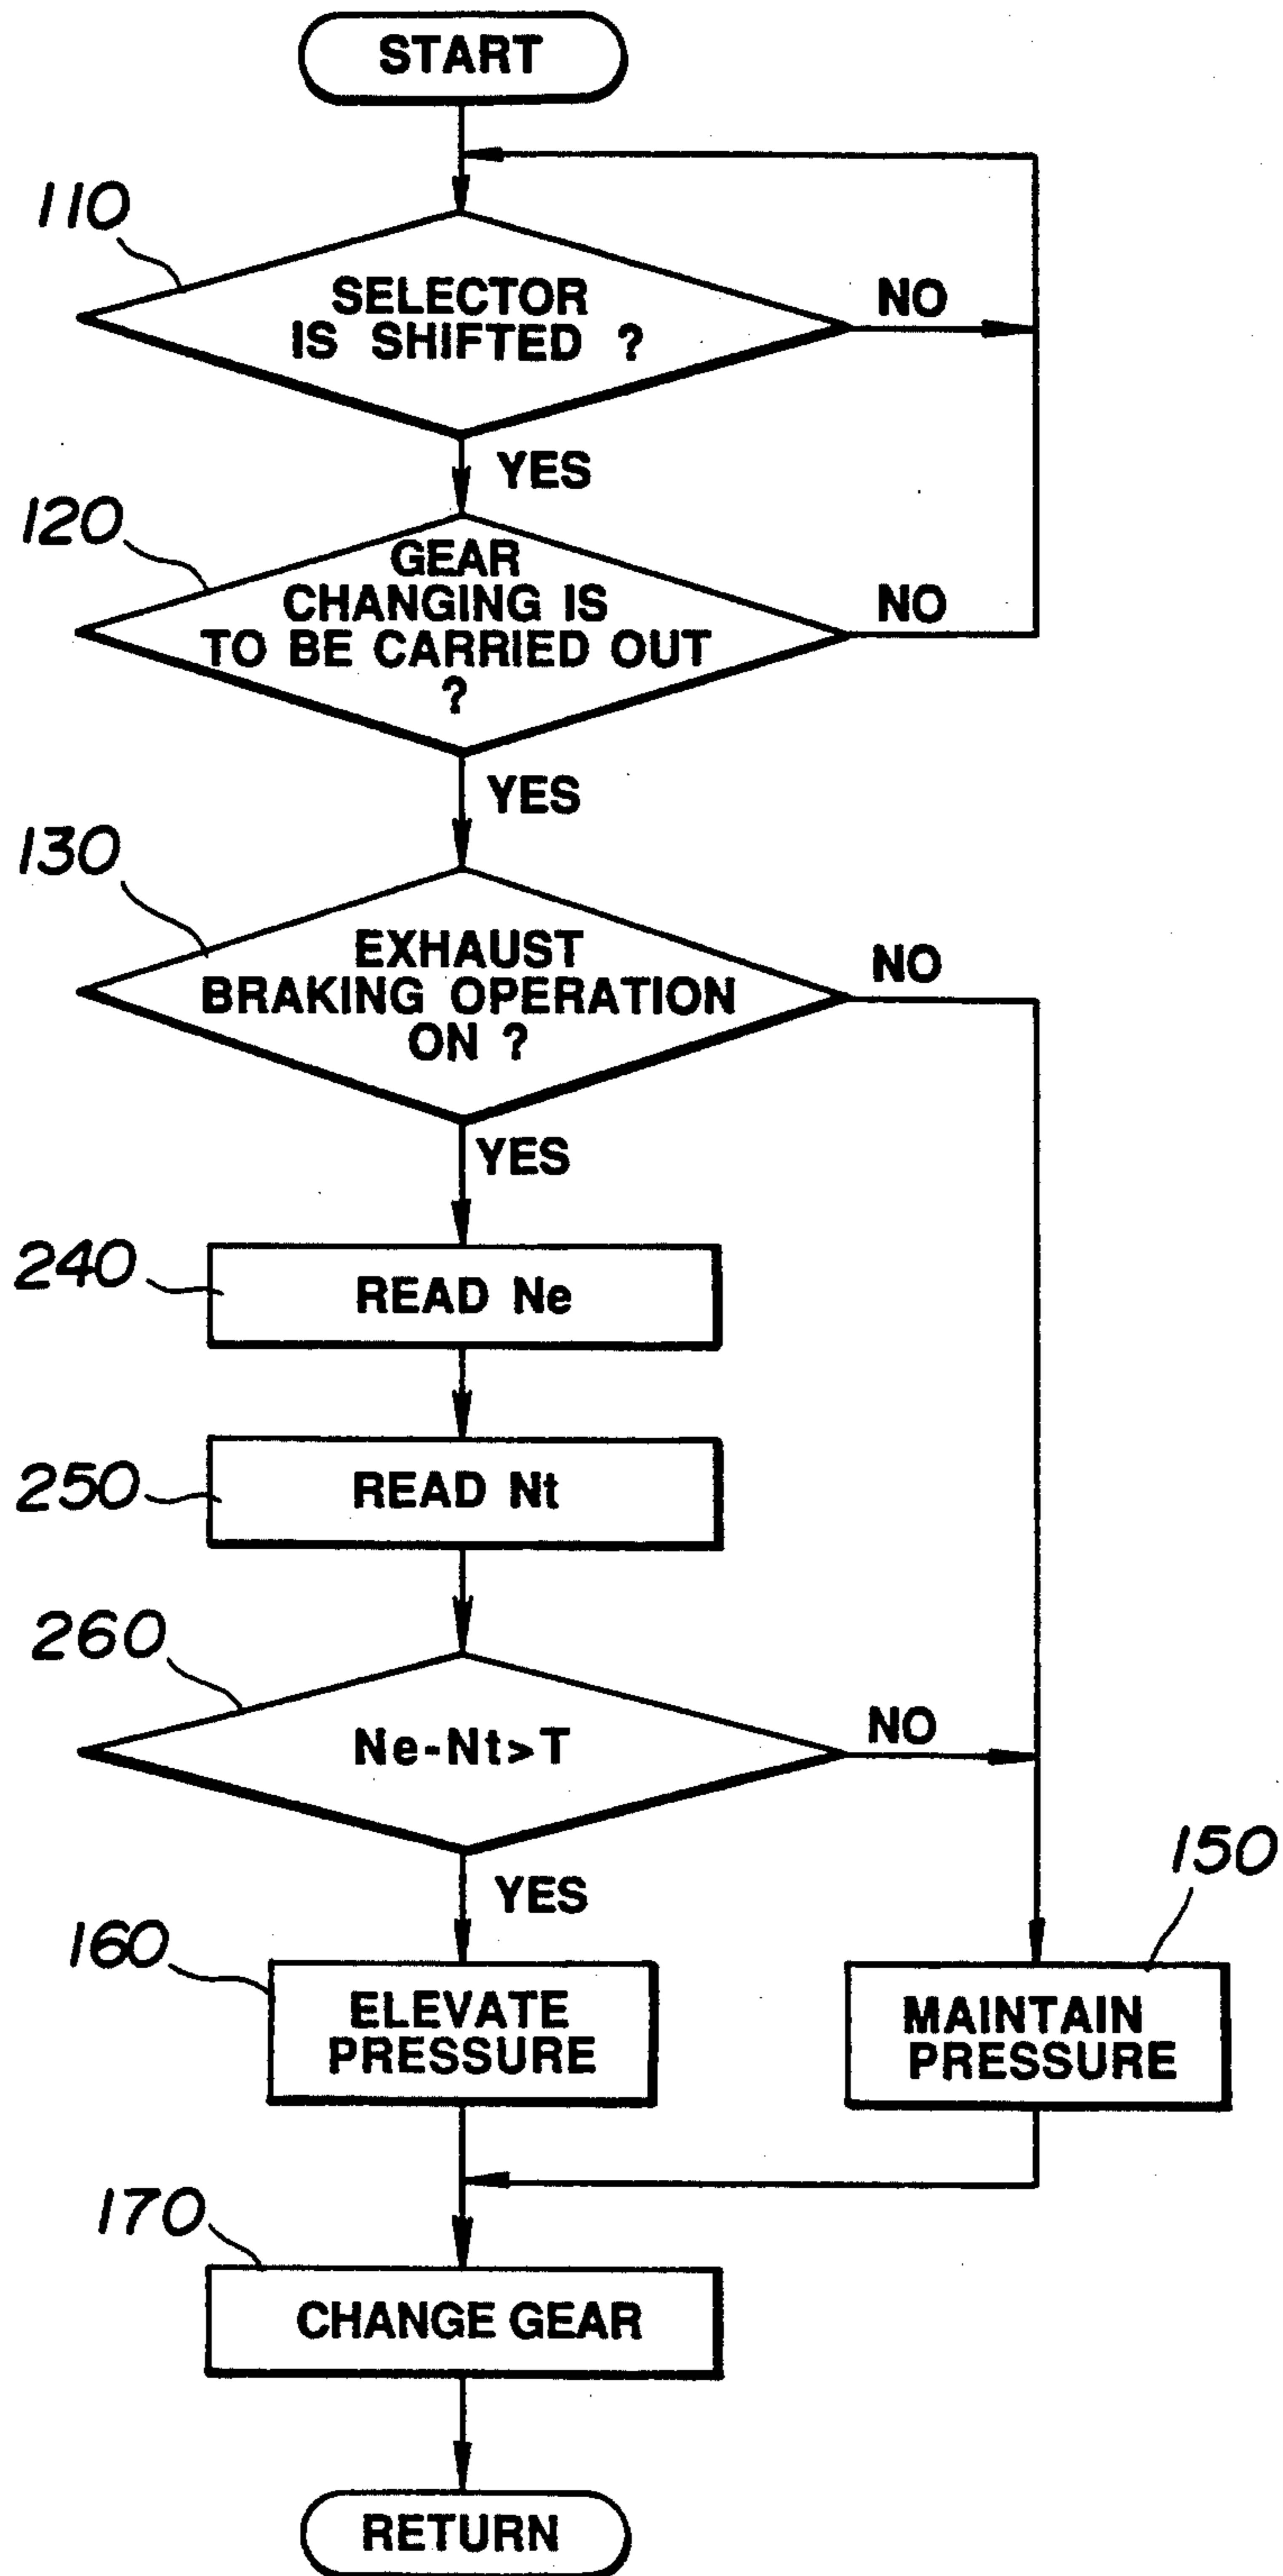 START
110
SELECTOR
IS SHIFTED ?
NO
YES
120
GEAR
CHANGING IS
TO BE CARRIED OUT
?
NO
YES
130
EXHAUST
BRAKING OPERATION
ON ?
NO
YES
240
READ Ne
250
READ Nt
260
Ne-Nt>T
NO
YES
160
ELEVATE
PRESSURE
150
MAINTAIN
PRESSURE
170
CHANGE GEAR
RETURN